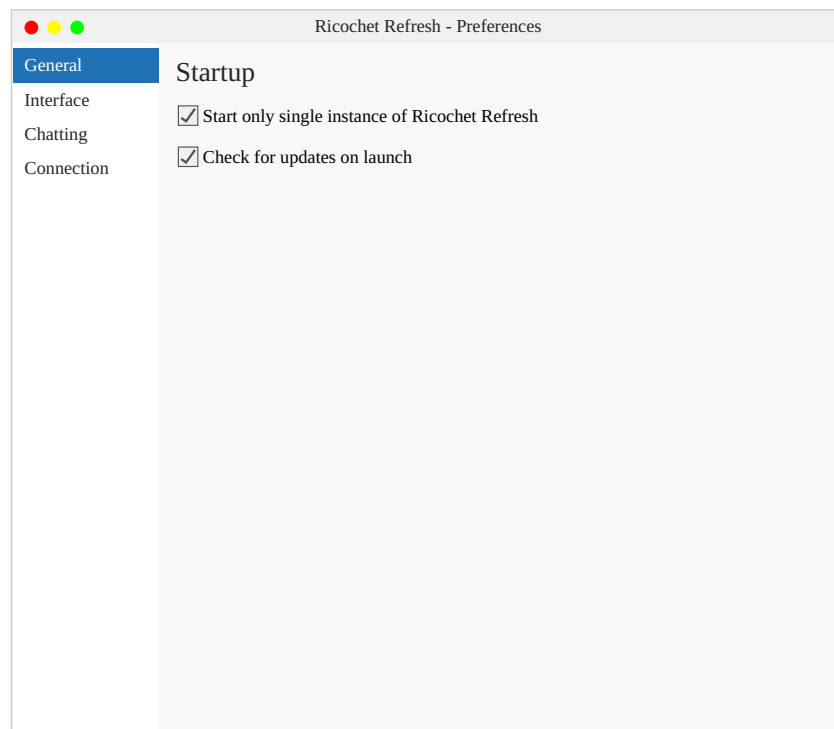 Ricochet Refresh - Preferences
General
Interface
Chatting
Connection
Startup
Start only single instance of Ricochet Refresh
Check for updates on launch